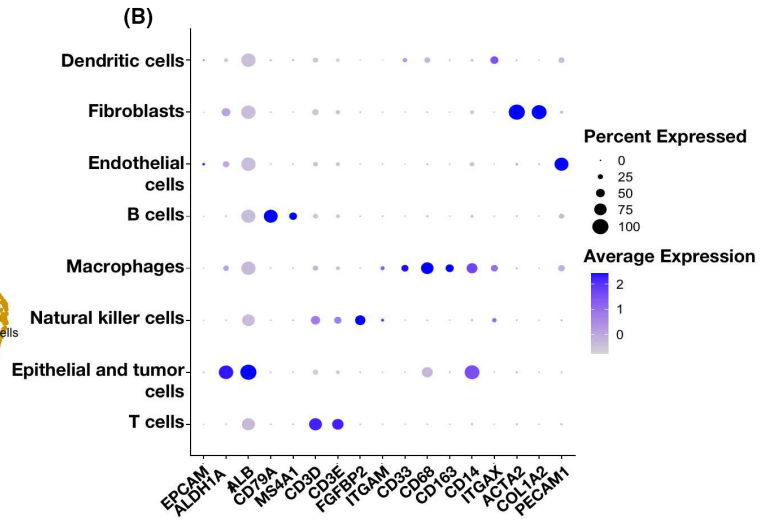 (B)
Dendritic cells
Fibroblasts
Endothelial
cells
B cells
Macrophages
Natural killer cells
Epithelial and tumor
cells
T cells
ells
EPCAM
ALDH1A
ALB
CD79A
MS4A1
CD3D
CD3E
FGFBP2
ITGAM
CD33
CD68
CD163
CD14
ITGAX
ACTA2
COL1A2
PECAM1
Percent Expressed
0
25
50
75
100
Average Expression
2
1
0